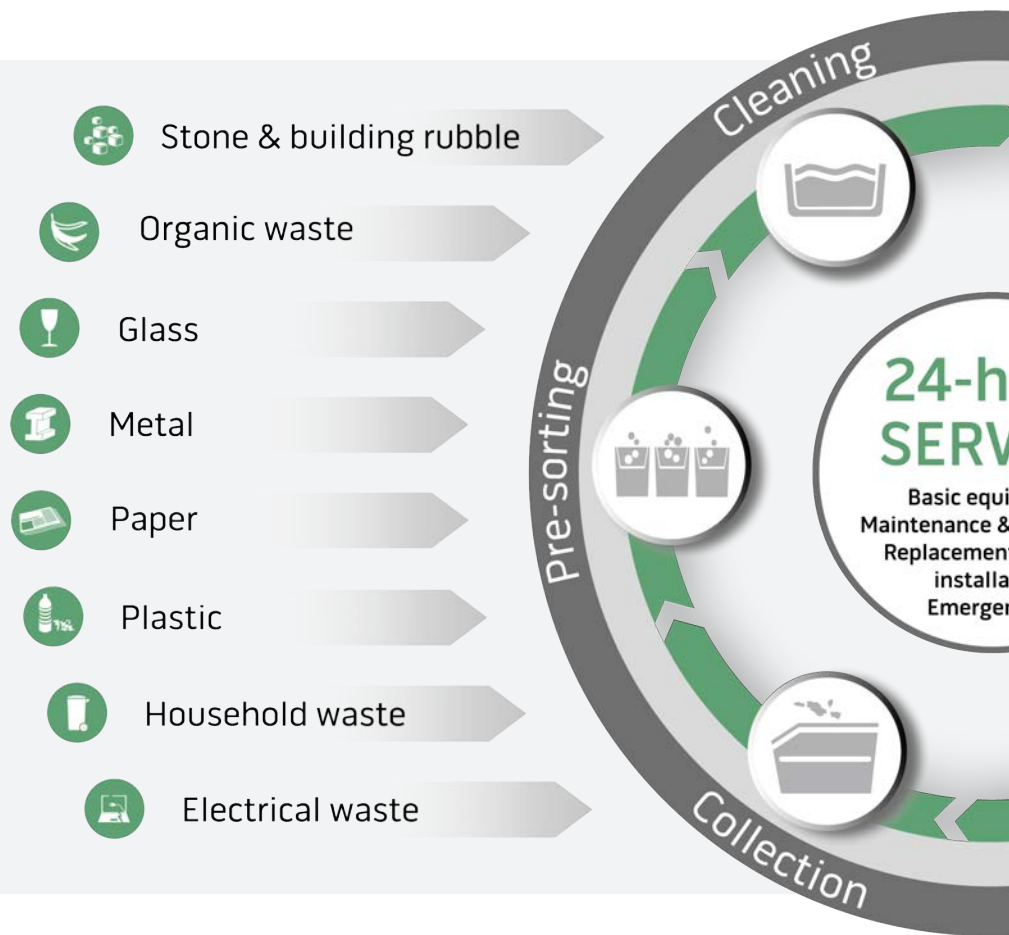 Cleaning
Stone & building rubble
Organic waste
Glass
Metal
Pre-sorting
Paper
Plastic
Household waste
Electrical waste
Collection
24-h
SERV
Basic equi
Maintenance &
Replacement
installa
Emerge